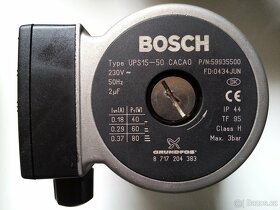 BOSCH
Type UPS15-50 CACAO P/N:59935500
230V~ FD:0434JUN
50Hz
2µF
I₁/₁[A] P₁[W]
0.18 40
0.29 60
0.37 80
IP 44
TF 95
Class H
Max. 3bar
GRUNDFOS
8 717 204 383